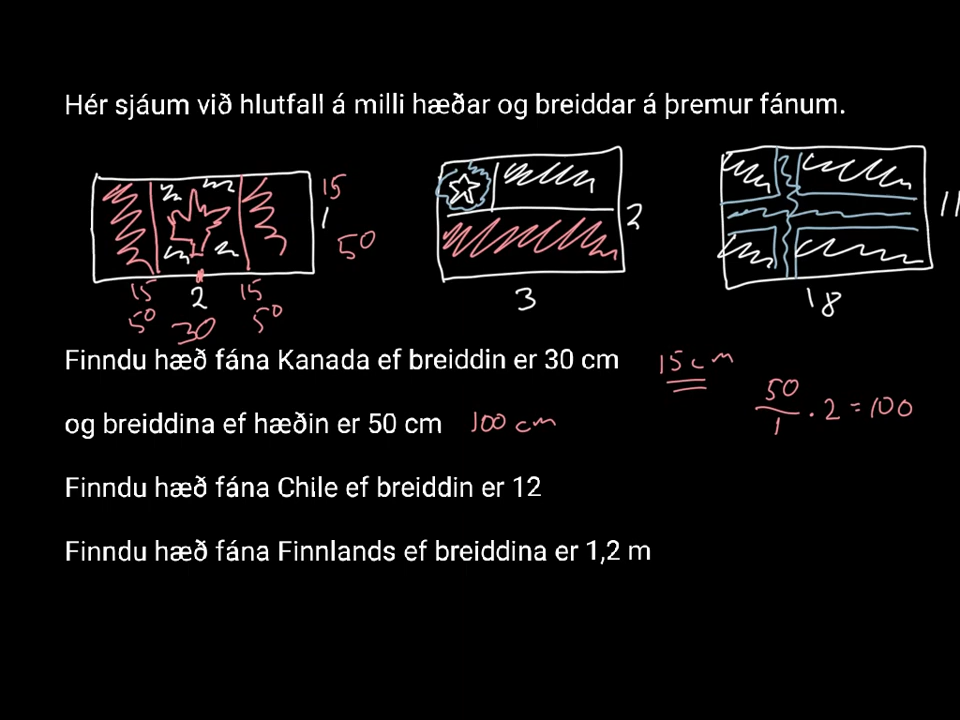 Hér sjáum við hlutfall á milli hæðar og breiddar á þremur fánum.
15
1
50
15 2 15
50 30 50
2
3
11
18
Finndu hæð fána Kanada ef breiddin er 30 cm 15 cm
og breiddina ef hæðin er 50 cm 100 cm
50/1 · 2 = 100
Finndu hæð fána Chile ef breiddin er 12
Finndu hæð fána Finnlands ef breiddina er 1,2 m